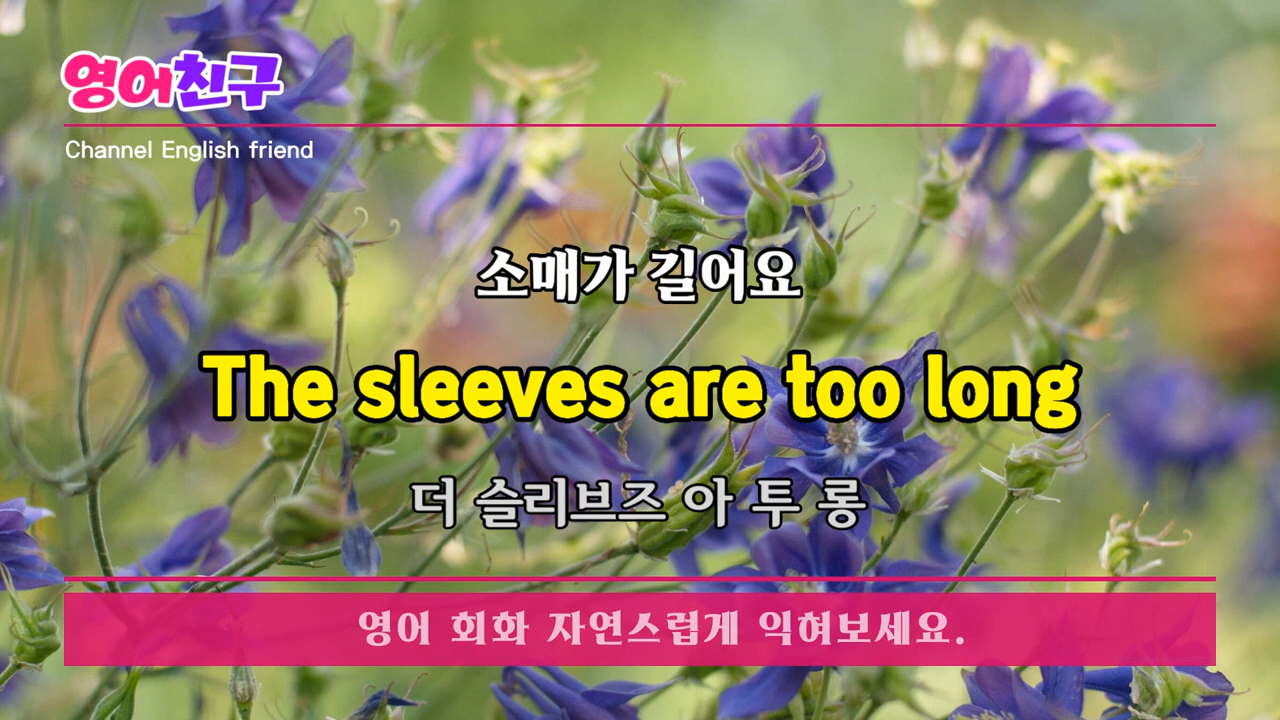 영어친구
Channel English friend
소매가 길어요
The sleeves are too long
더 슬리브즈 아 투 롱
영어 회화 자연스럽게 익혀보세요.